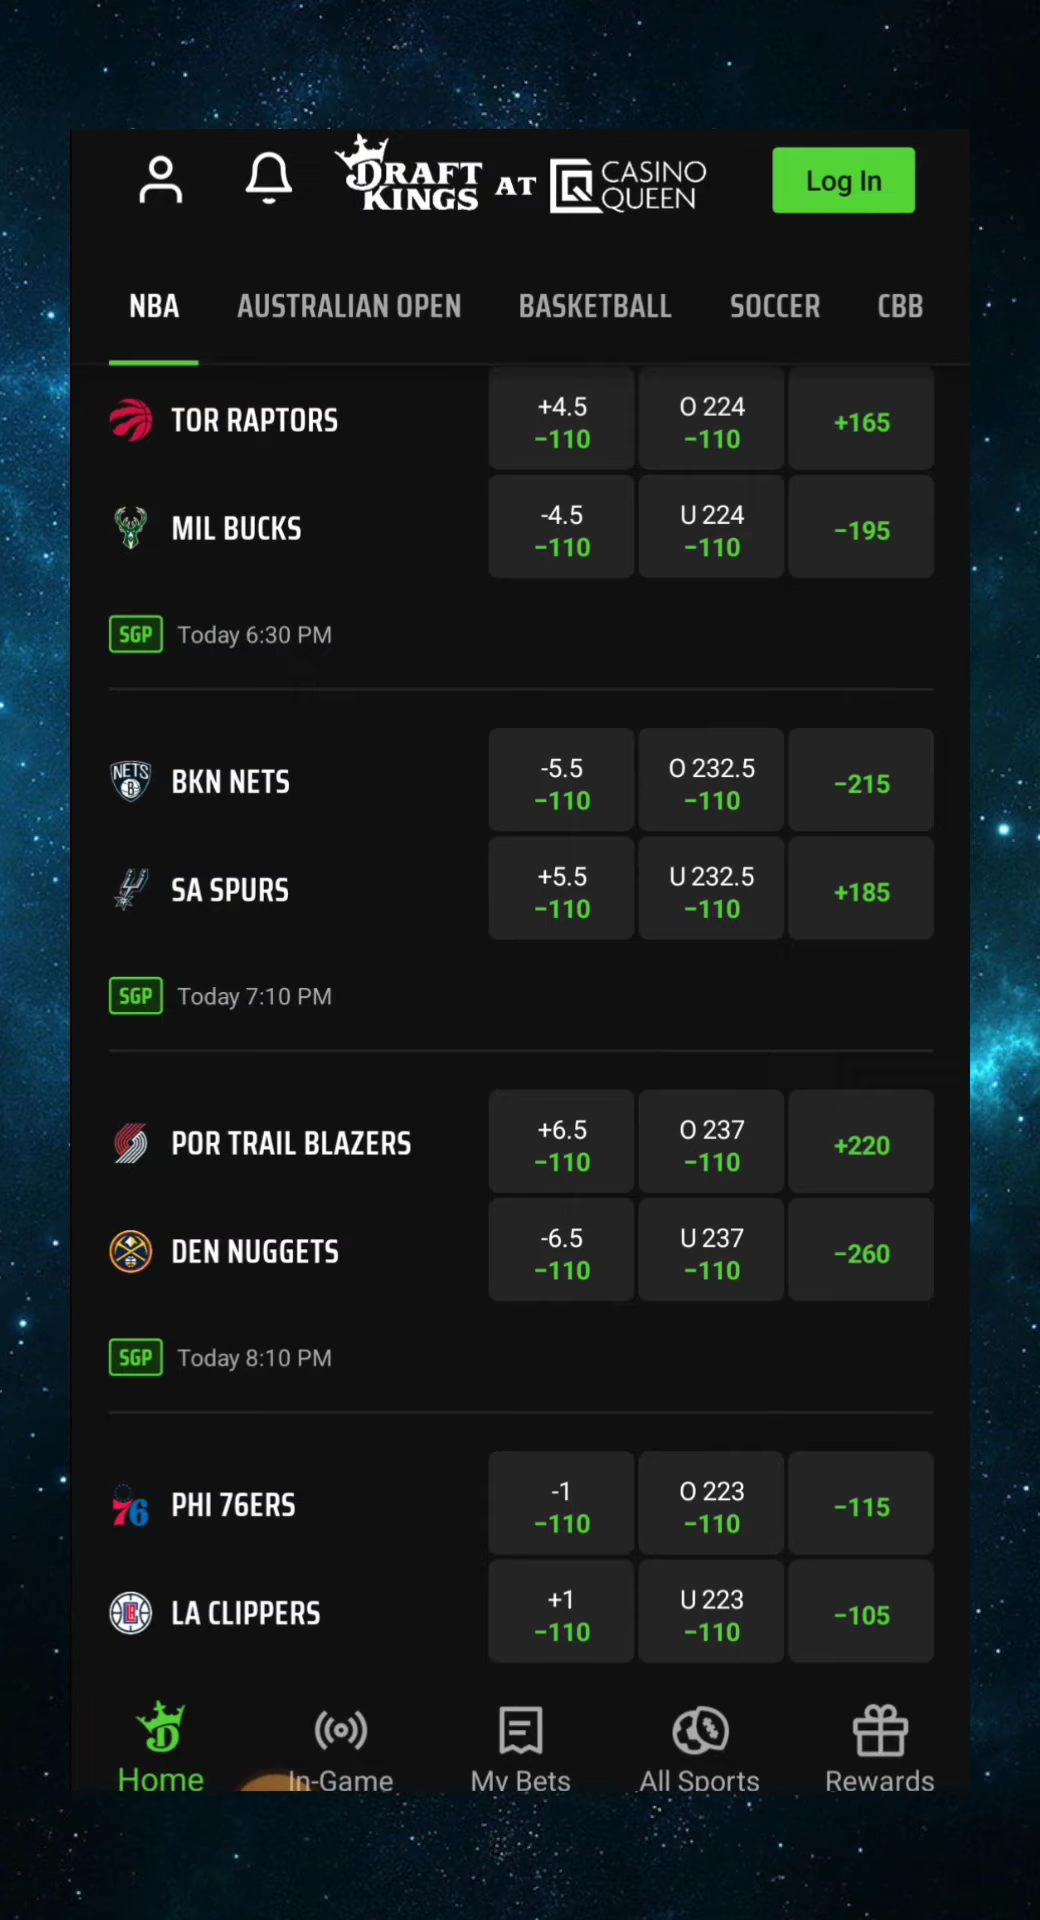 DRAFT KINGS AT CASINO QUEEN
Log In
NBA AUSTRALIAN OPEN BASKETBALL SOCCER CBB
TOR RAPTORS +4.5 −110 O 224 −110 +165
MIL BUCKS -4.5 −110 U 224 −110 −195
SGP Today 6:30 PM
NETS B BKN NETS -5.5 −110 O 232.5 −110 −215
SA SPURS +5.5 −110 U 232.5 −110 +185
SGP Today 7:10 PM
POR TRAIL BLAZERS +6.5 −110 O 237 −110 +220
DEN NUGGETS -6.5 −110 U 237 −110 −260
SGP Today 8:10 PM
76 PHI 76ERS -1 −110 O 223 −110 −115
LA CLIPPERS +1 −110 U 223 −110 −105
Home In-Game My Bets All Sports Rewards